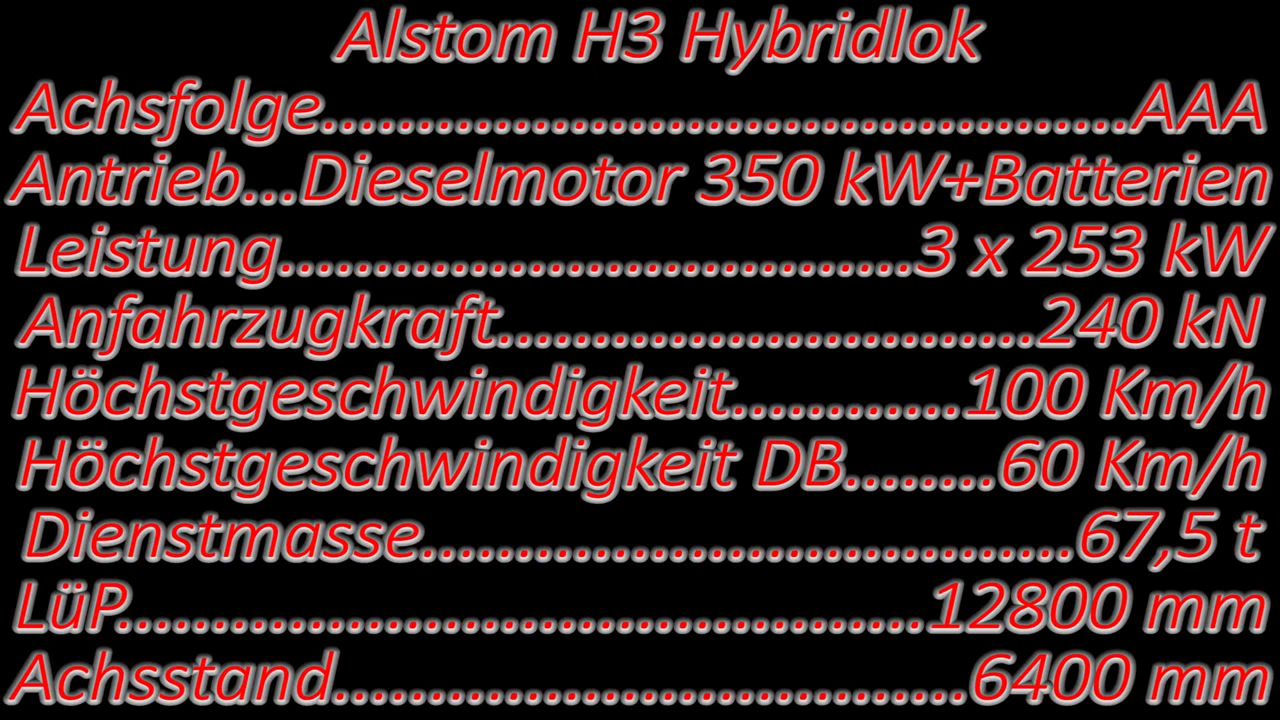 Alstom H3 Hybridlok
Achsfolge...........................................AAA
Antrieb...Dieselmotor 350 kW+Batterien
Leistung..................................3 x 253 kW
Anfahrzugkraft.............................240 kN
Höchstgeschwindigkeit............100 Km/h
Höchstgeschwindigkeit DB........60 Km/h
Dienstmasse...................................67,5 t
LüP...........................................12800 mm
Achsstand..................................6400 mm